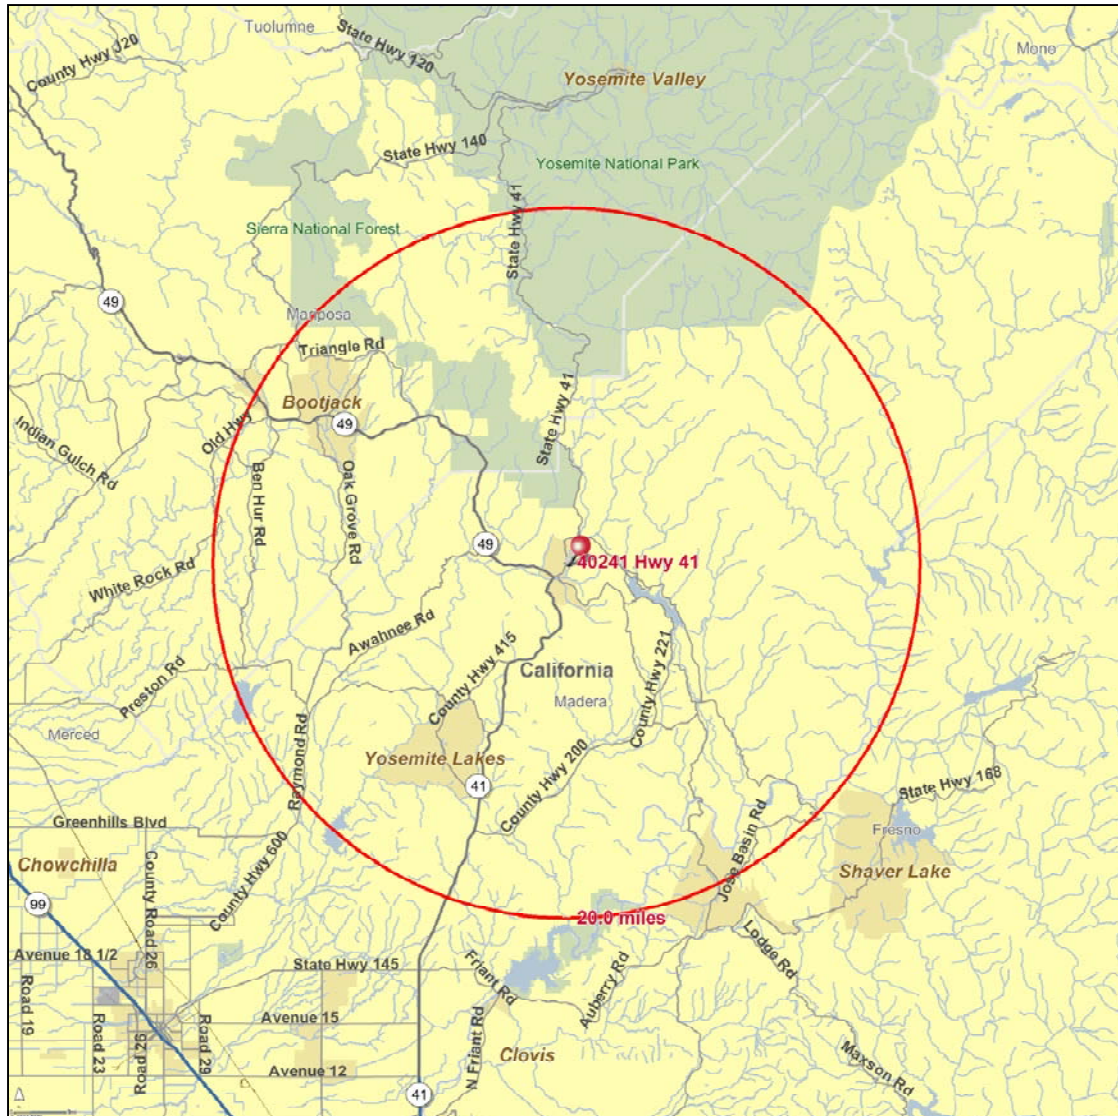 Tuolumne
State Hwy 120
Mono
County Hwy J20
Yosemite Valley
State Hwy 140
Yosemite National Park
State Hwy 41
Sierra National Forest
49
Mariposa
Triangle Rd
State Hwy 41
Bootjack
Old Hwy
49
Indian Gulch Rd
Ben Hur Rd
Oak Grove Rd
49
40241 Hwy 41
White Rock Rd
Awahnee Rd
County Hwy 415
California
County Hwy 221
Preston Rd
Madera
Merced
Raymond Rd
Yosemite Lakes
County Hwy 200
41
State Hwy 168
Greenhills Blvd
Jose Basin Rd
Fresno
Chowchilla
County Road 26
County Hwy 600
Shaver Lake
99
20.0 miles
Avenue 18 1/2
State Hwy 145
Friant Rd
Auberry Rd
Lodge Rd
Road 19
Road 23
Road 26
Road 29
Avenue 15
N Friant Rd
Clovis
Maxson Rd
Avenue 12
41